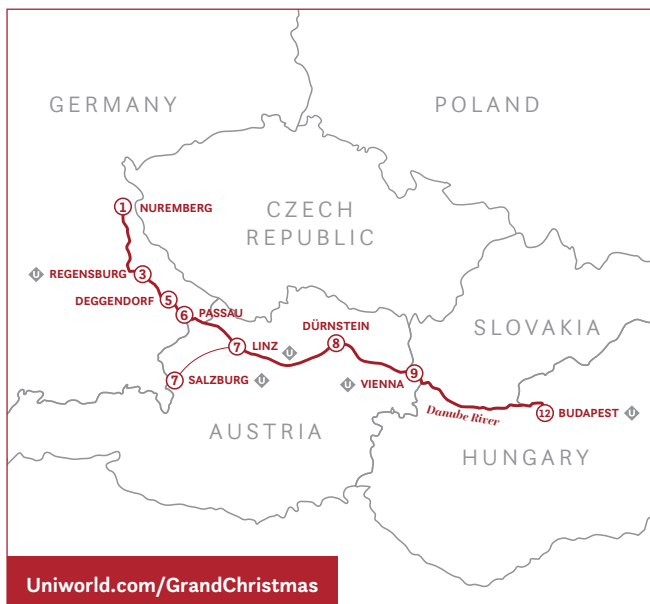 GERMANY
POLAND
1 NUREMBERG
CZECH
REPUBLIC
U REGENSBURG 3
DEGGENDORF 5
6 PASSAU
DÜRNSTEIN
SLOVAKIA
7 LINZ U
8
7 SALZBURG U
U VIENNA 9
Danube River
12 BUDAPEST U
AUSTRIA
HUNGARY
Uniworld.com/GrandChristmas